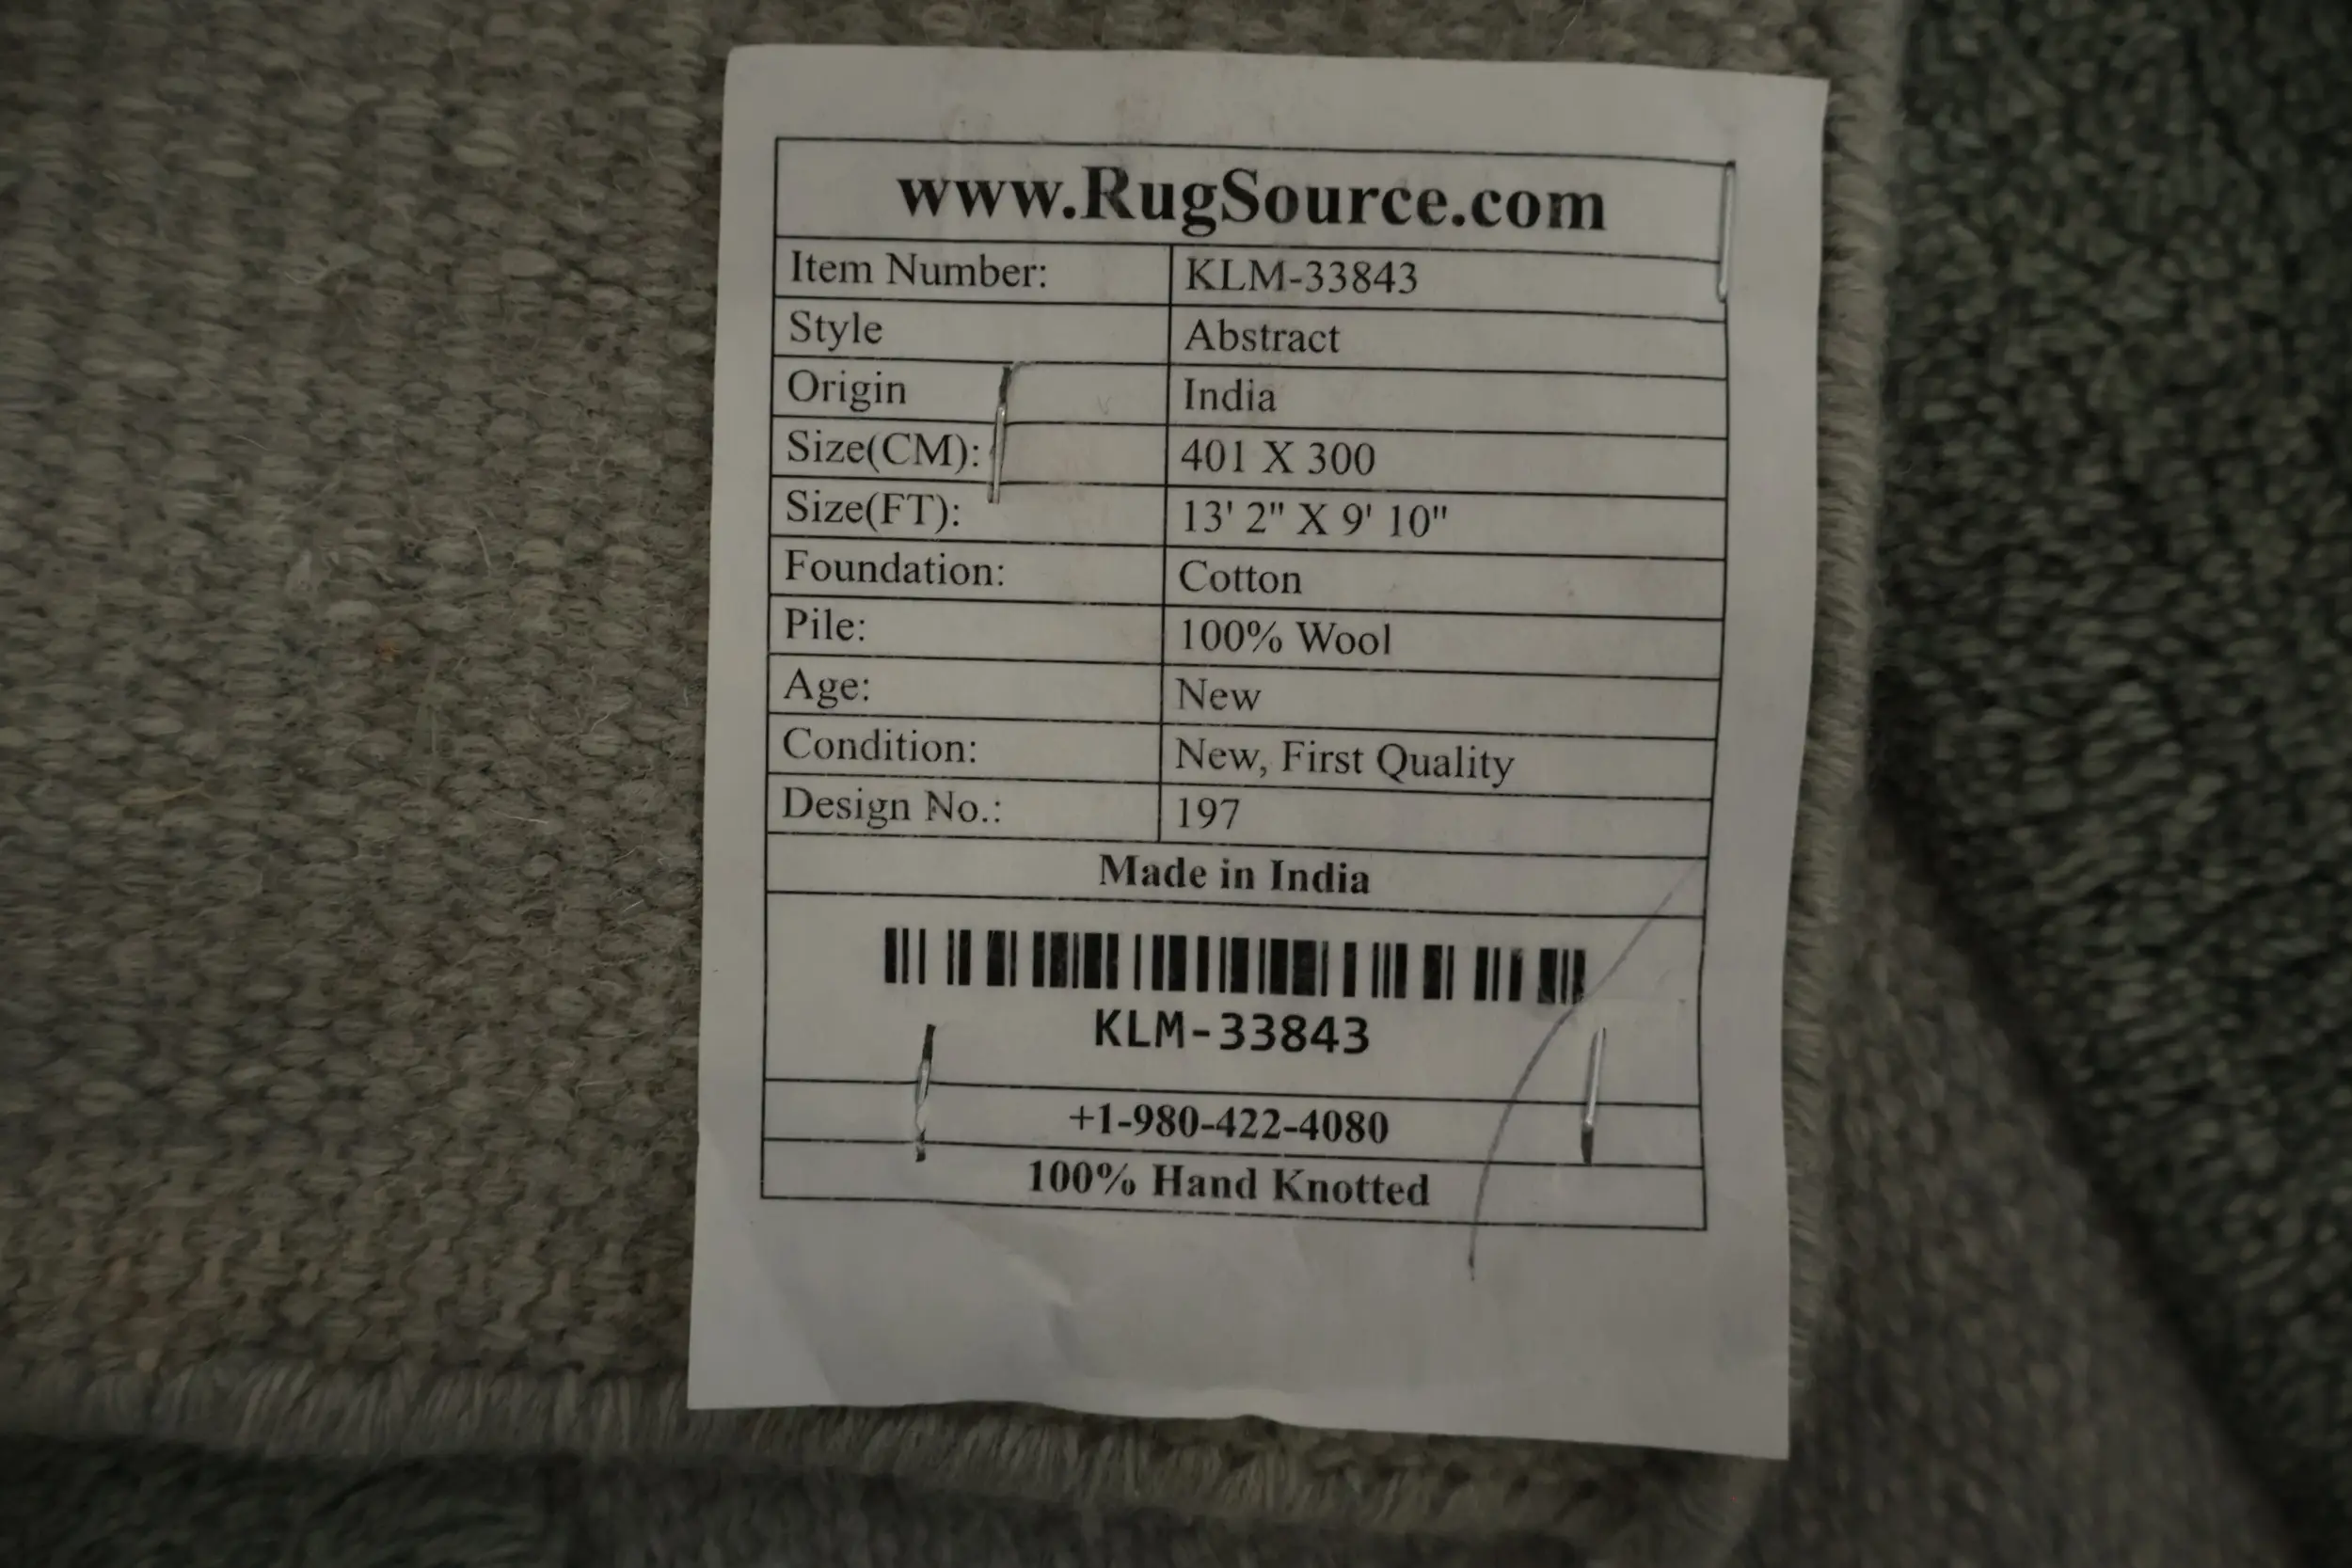 www.RugSource.com
Item Number: KLM-33843
Style Abstract
Origin India
Size(CM): 401 X 300
Size(FT): 13' 2" X 9' 10"
Foundation: Cotton
Pile: 100% Wool
Age: New
Condition: New, First Quality
Design No.: 197
Made in India
KLM-33843
+1-980-422-4080
100% Hand Knotted